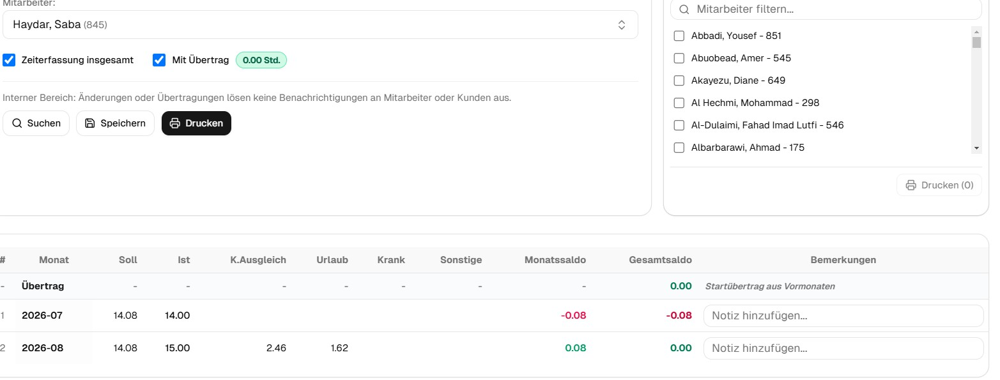 Mitarbeiter:
Haydar, Saba (845)
Zeiterfassung insgesamt Mit Übertrag 0.00 Std.
Interner Bereich: Änderungen oder Übertragungen lösen keine Benachrichtigungen an Mitarbeiter oder Kunden aus.
Suchen Speichern Drucken
Mitarbeiter filtern...
Abbadi, Yousef - 851
Abuobead, Amer - 545
Akayezu, Diane - 649
Al Hechmi, Mohammad - 298
Al-Dulaimi, Fahad Imad Lutfi - 546
Albarbarawi, Ahmad - 175
Drucken (0)
# Monat Soll Ist K.Ausgleich Urlaub Krank Sonstige Monatssaldo Gesamtsaldo Bemerkungen
- Übertrag - - - - - - - 0.00 Startübertrag aus Vormonaten
1 2026-07 14.08 14.00 -0.08 -0.08 Notiz hinzufügen...
2 2026-08 14.08 15.00 2.46 1.62 0.08 0.00 Notiz hinzufügen...